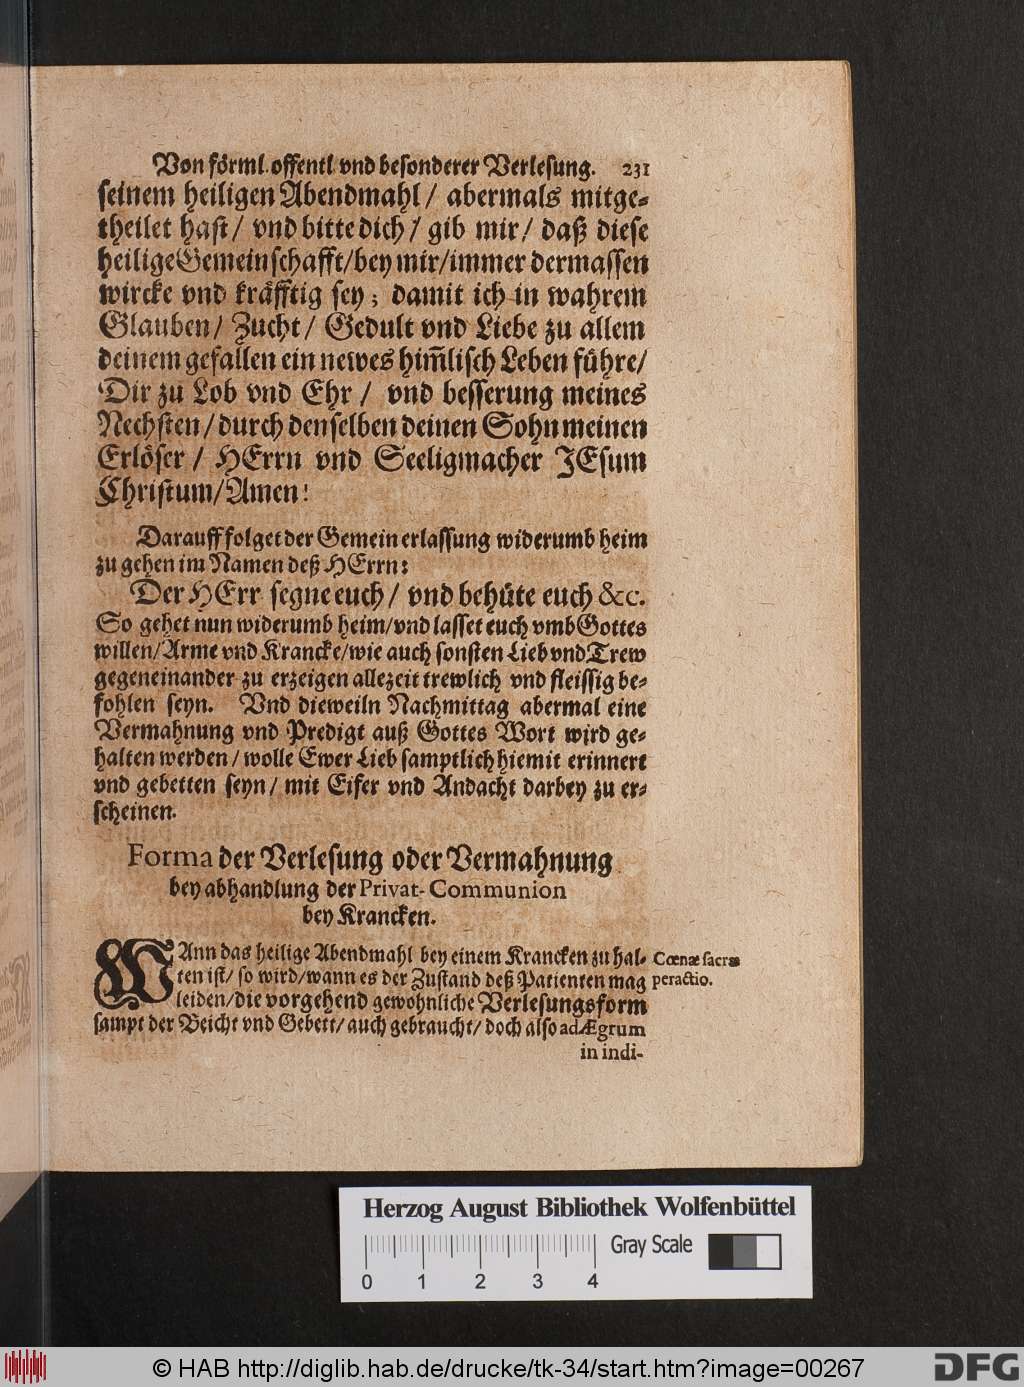 Von förml. offentl. vnd besonderer Verlesung. 231
seinem heiligen Abendmahl / abermals mitge-
theilet hast / vnd bitte dich / gib mir / daß diese
heilige Gemeinschafft / bey mir / immer dermassen
wircke vnd kräfftig sey ; damit ich in wahrem
Glauben / Zucht / Gedult vnd Liebe zu allem
deinem gefallen ein newes him̃lisch Leben führe /
Dir zu Lob vnd Ehr / vnd besserung meines
Nechsten / durch denselben deinen Sohn meinen
Erlöser / HErrn vnd Seeligmacher JEsum
Christum / Amen!
Darauff folget der Gemein erlassung widerumb heim
zu gehen im Namen deß HErrn:
Der HErr segne euch / vnd behüte euch &c.
So gehet nun widerumb heim / vnd lasset euch vmb Gottes
willen / Arme vnd Krancke / wie auch sonsten Lieb vnd Trew
gegeneinander zu erzeigen allezeit trewlich vnd fleissig be-
fohlen seyn. Vnd dieweiln Nachmittag abermal eine
Vermahnung vnd Predigt auß Gottes Wort wird ge-
halten werden / wolle Ewer Lieb samptlich hiemit erinnert
vnd gebetten seyn / mit Eifer vnd Andacht darbey zu er-
scheinen.
Forma der Verlesung oder Vermahnung
bey abhandlung der Privat-Communion
bey Krancken.
WAnn das heilige Abendmahl bey einem Krancken zu hal- Cœnæ sacræ
ten ist / so wird / wann es der Zustand deß Patienten mag peractio.
leiden / die vorgehend gewohnliche Verlesungsform
sampt der Beicht vnd Gebett / auch gebraucht / doch also ad Ægrum
in indi-
Herzog August Bibliothek Wolfenbüttel
Gray Scale
0 1 2 3 4
© HAB http://diglib.hab.de/drucke/tk-34/start.htm?image=00267
DFG